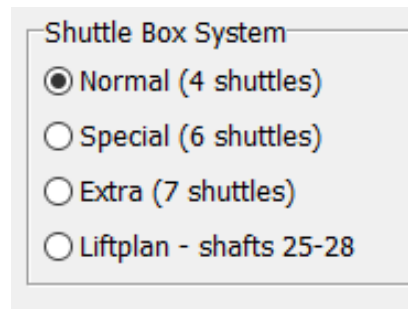 Shuttle Box System
Normal (4 shuttles)
Special (6 shuttles)
Extra (7 shuttles)
Liftplan - shafts 25-28